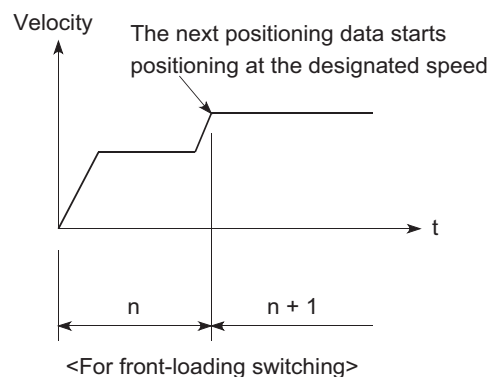 Velocity
The next positioning data starts
positioning at the designated speed
t
n
n + 1
<For front-loading switching>